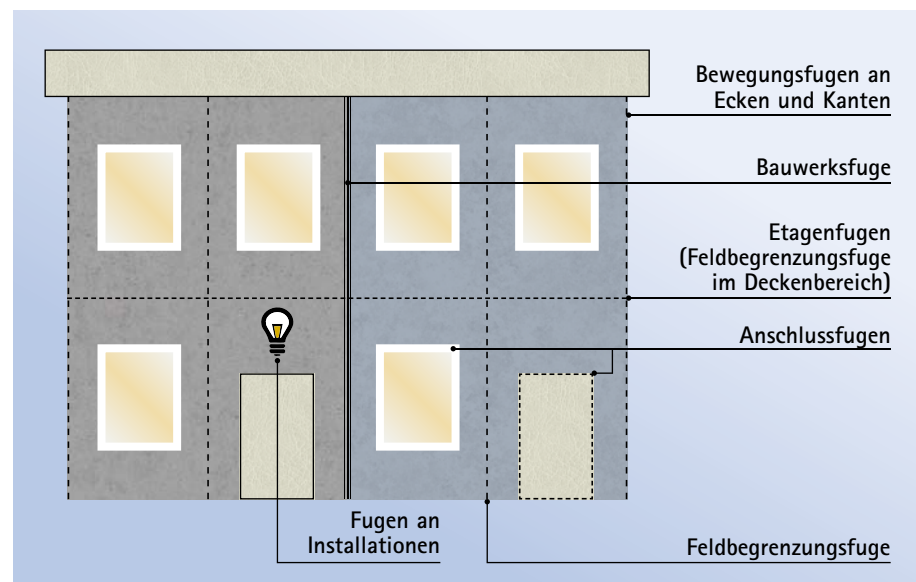 Bewegungsfugen an
Ecken und Kanten
Bauwerksfuge
Etagenfugen
(Feldbegrenzungsfuge
im Deckenbereich)
Anschlussfugen
Fugen an
Installationen
Feldbegrenzungsfuge